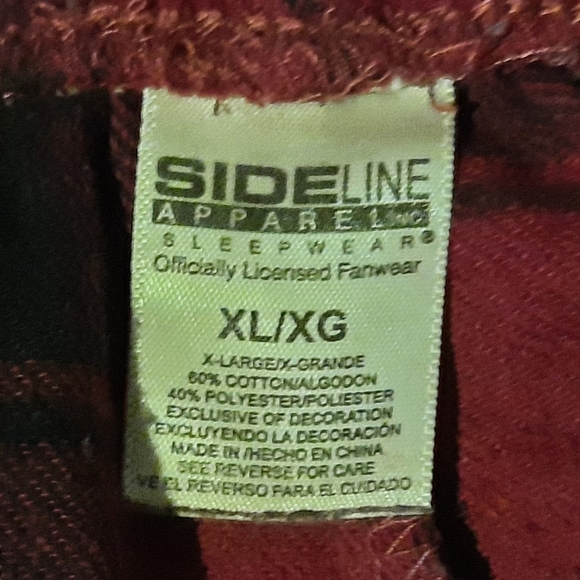 SIDELINE
APPAREL INC.
SLEEPWEAR®
Officially Licensed Fanwear
XL/XG
X-LARGE/X-GRANDE
60% COTTON/ALGODON
40% POLYESTER/POLIESTER
EXCLUSIVE OF DECORATION
EXCLUYENDO LA DECORACIÓN
MADE IN/HECHO EN CHINA
SEE REVERSE FOR CARE
VE EL REVERSO PARA EL CUIDADO